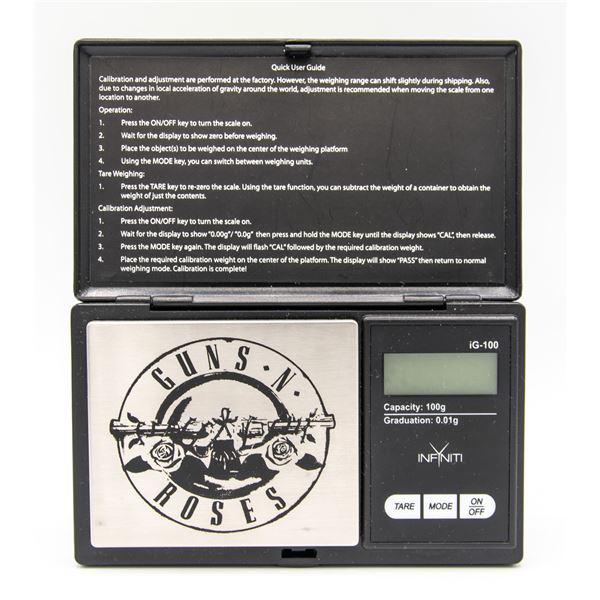 Quick User Guide
Calibration and adjustment are performed at the factory. However, the weighing range can shift slightly during shipping. Also,
due to changes in local acceleration of gravity around the world, adjustment is recommended when moving the scale from one
location to another.
Operation:
1. Press the ON/OFF key to turn the scale on.
2. Wait for the display to show zero before weighing.
3. Place the object(s) to be weighed on the center of the weighing platform
4. Using the MODE key, you can switch between weighing units.
Tare Weighing:
1. Press the TARE key to re-zero the scale. Using the tare function, you can subtract the weight of a container to obtain the
weight of just the contents.
Calibration Adjustment:
1. Press the ON/OFF key to turn the scale on.
2. Wait for the display to show "0.00g"/ "0.0g" then press and hold the MODE key until the display shows "CAL", then release.
3. Press the MODE key again. The display will flash "CAL" followed by the required calibration weight.
4. Place the required calibration weight on the center of the platform. The display will show "PASS" then return to normal
weighing mode. Calibration is complete!
GUNS·N·
ROSES
iG-100
Capacity: 100g
Graduation: 0.01g
INFYNITI
TARE
MODE
ON
OFF